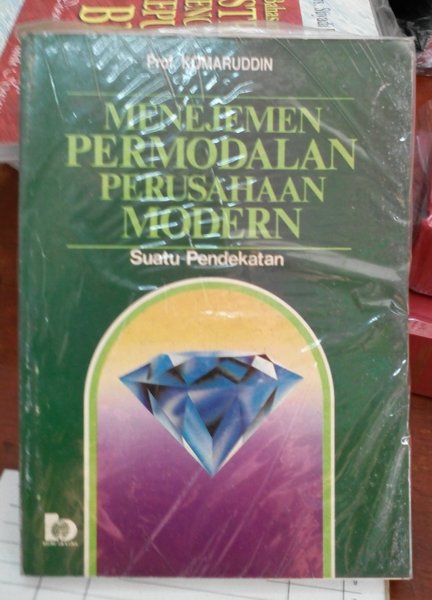 Prof. KOMARUDDIN
MENEJEMEN
PERMODALAN
PERUSAHAAN
MODERN
Suatu Pendekatan